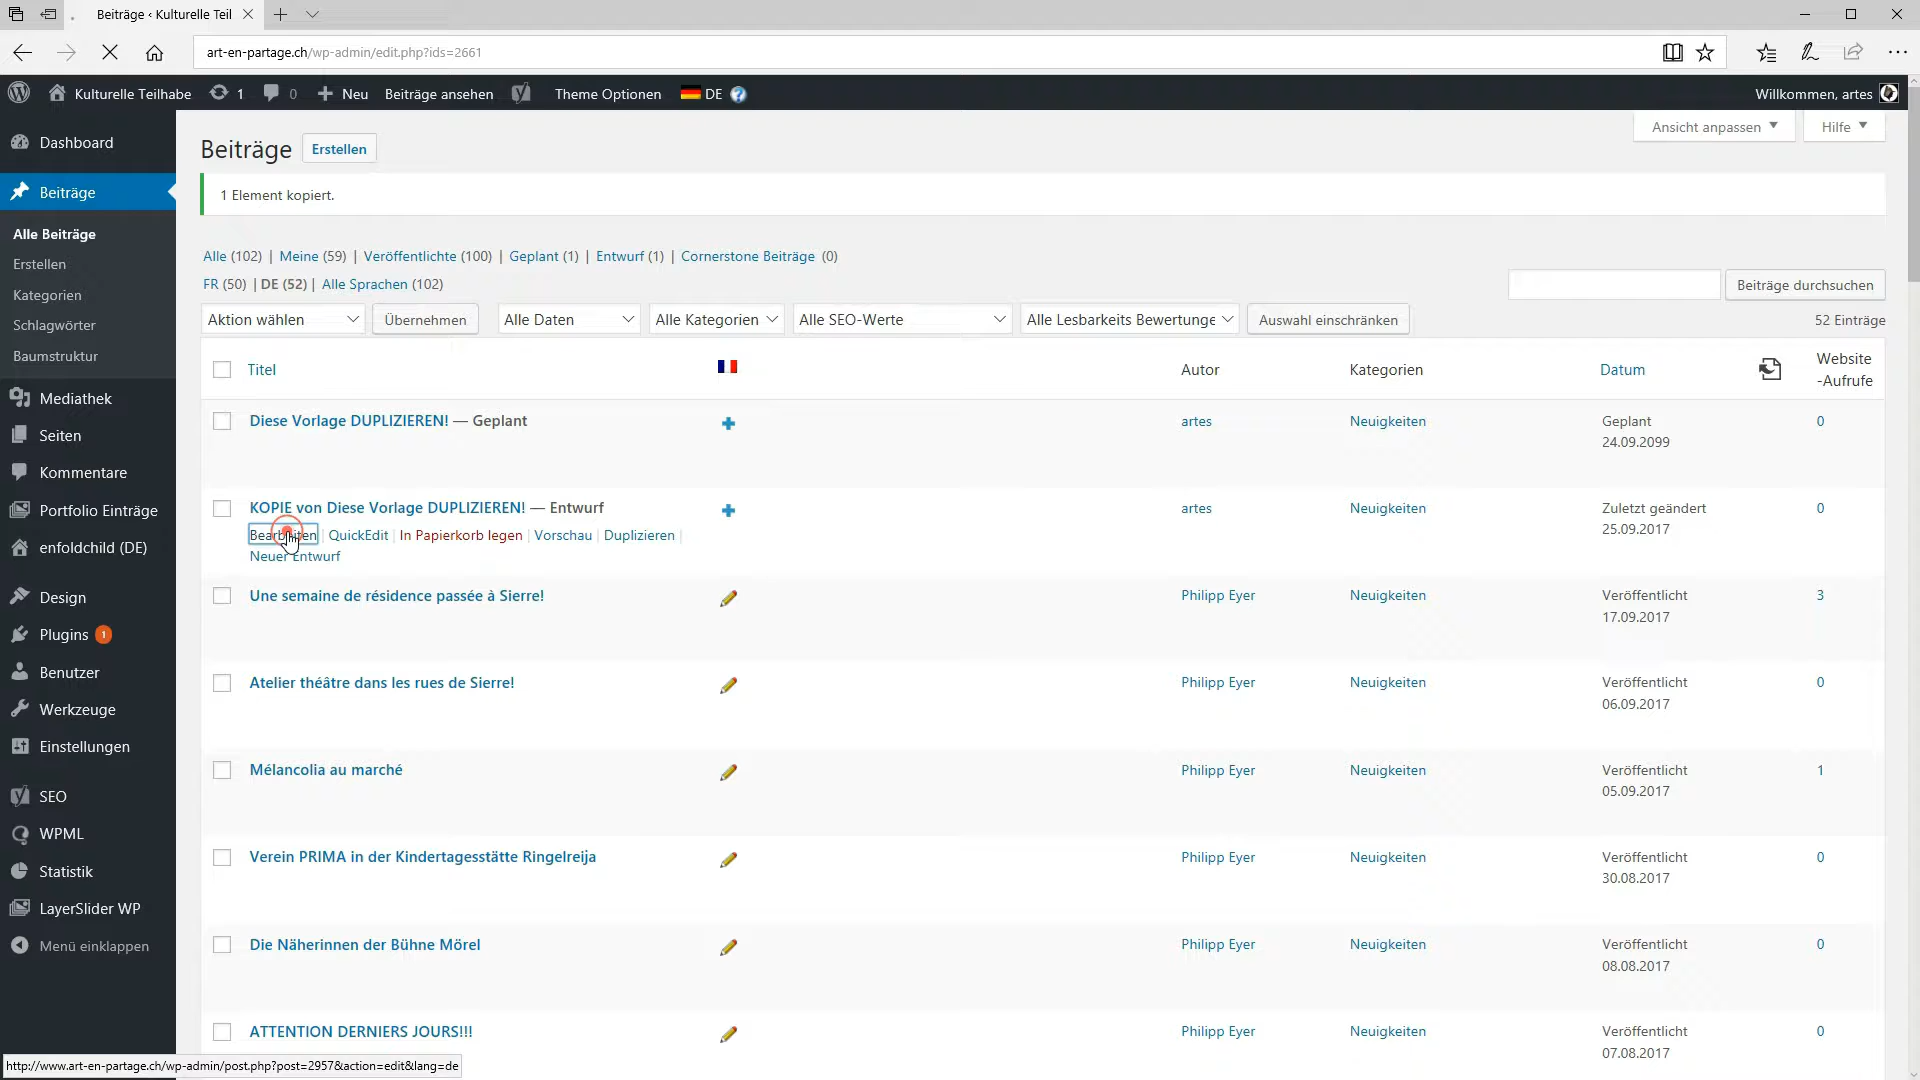 Beiträge ‹ Kulturelle Teil
art-en-partage.ch/wp-admin/edit.php?ids=2661
Kulturelle Teilhabe 1 0 Neu Beiträge ansehen Theme Optionen DE Willkommen, artes
Ansicht anpassen Hilfe
Dashboard
Beiträge
Alle Beiträge
Erstellen
Kategorien
Schlagwörter
Baumstruktur
Mediathek
Seiten
Kommentare
Portfolio Einträge
enfoldchild (DE)
Design
Plugins 1
Benutzer
Werkzeuge
Einstellungen
SEO
WPML
Statistik
LayerSlider WP
Menü einklappen
Beiträge Erstellen
1 Element kopiert.
Alle (102) | Meine (59) | Veröffentlichte (100) | Geplant (1) | Entwurf (1) | Cornerstone Beiträge (0)
FR (50) | DE (52) | Alle Sprachen (102)
Beiträge durchsuchen
Aktion wählen Übernehmen Alle Daten Alle Kategorien Alle SEO-Werte Alle Lesbarkeits Bewertunge Auswahl einschränken 52 Einträge
Titel Autor Kategorien Datum Website
-Aufrufe
Diese Vorlage DUPLIZIEREN! — Geplant artes Neuigkeiten Geplant 0
24.09.2099
KOPIE von Diese Vorlage DUPLIZIEREN! — Entwurf artes Neuigkeiten Zuletzt geändert 0
25.09.2017
Bearbeiten | QuickEdit | In Papierkorb legen | Vorschau | Duplizieren |
Neuer Entwurf
Une semaine de résidence passée à Sierre! Philipp Eyer Neuigkeiten Veröffentlicht 3
17.09.2017
Atelier théâtre dans les rues de Sierre! Philipp Eyer Neuigkeiten Veröffentlicht 0
06.09.2017
Mélancolia au marché Philipp Eyer Neuigkeiten Veröffentlicht 1
05.09.2017
Verein PRIMA in der Kindertagesstätte Ringelreija Philipp Eyer Neuigkeiten Veröffentlicht 0
30.08.2017
Die Näherinnen der Bühne Mörel Philipp Eyer Neuigkeiten Veröffentlicht 0
08.08.2017
ATTENTION DERNIERS JOURS!!! Philipp Eyer Neuigkeiten Veröffentlicht 0
07.08.2017
http://www.art-en-partage.ch/wp-admin/post.php?post=2957&action=edit&lang=de